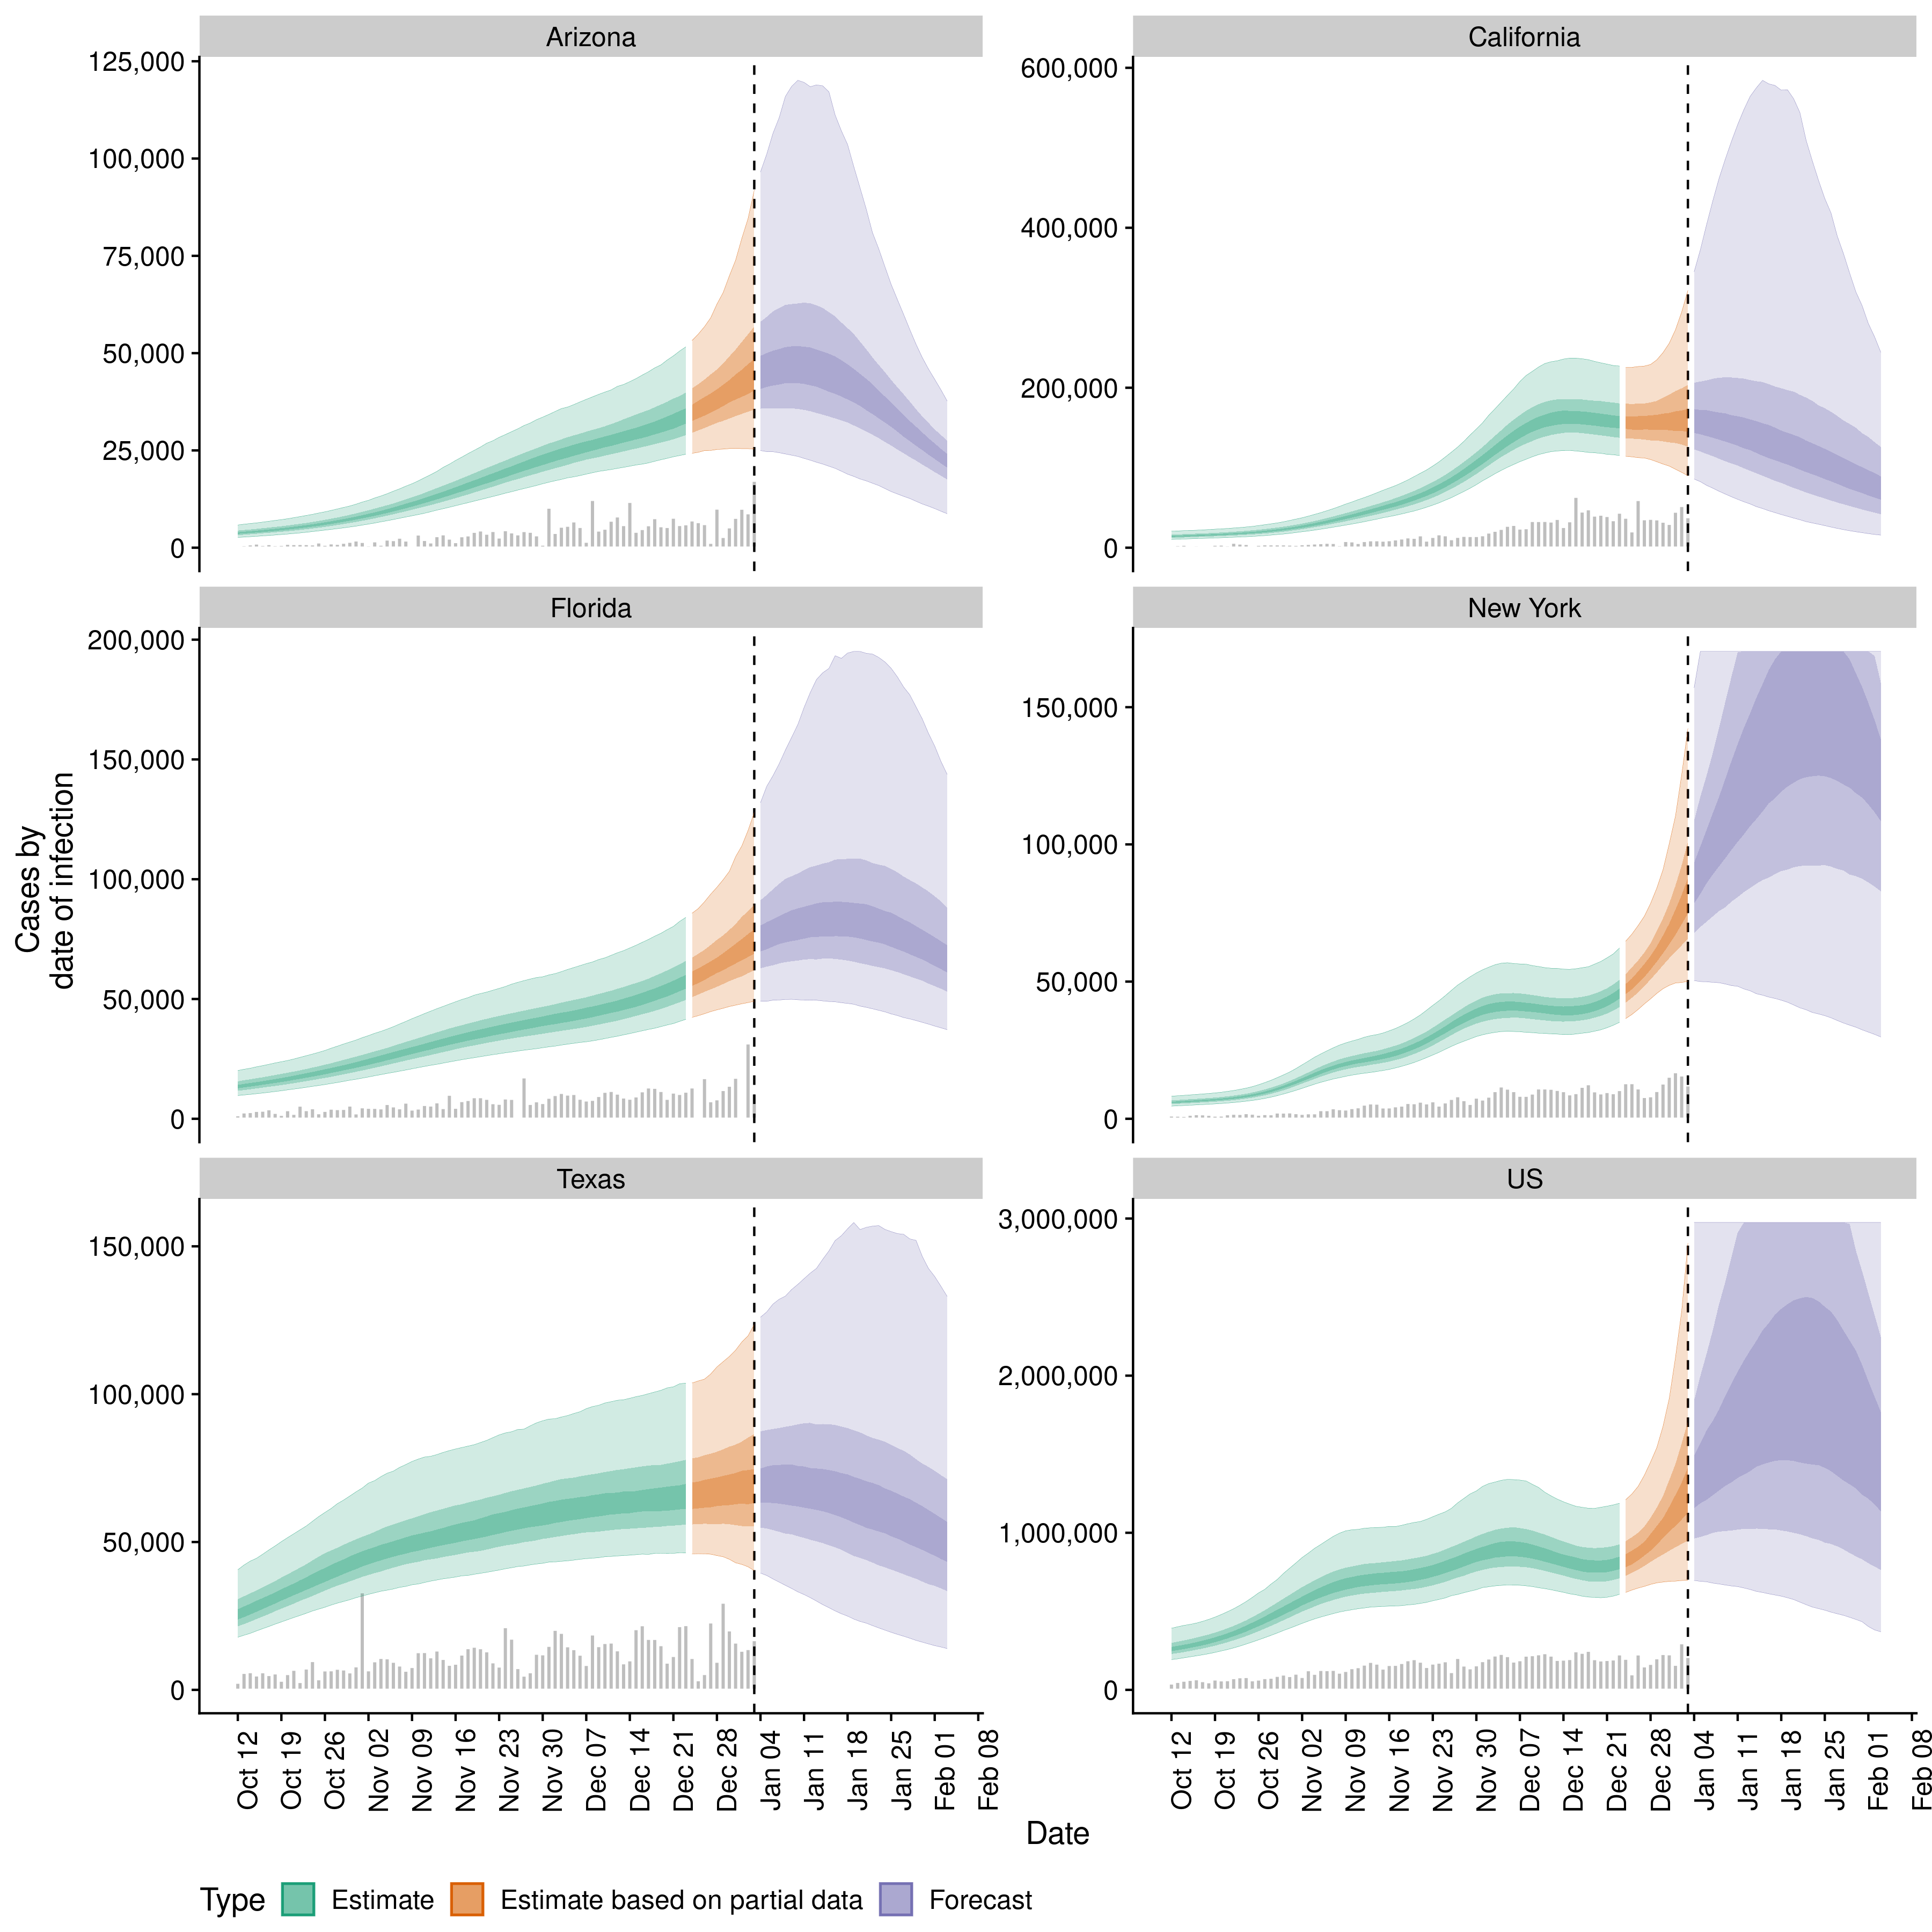 Arizona
125,000
100,000
75,000
50,000
25,000
0
California
600,000
400,000
200,000
0
Florida
200,000
150,000
100,000
50,000
0
New York
150,000
100,000
50,000
0
Texas
150,000
100,000
50,000
0
US
3,000,000
2,000,000
1,000,000
0
Cases by
date of infection
Oct 12
Oct 19
Oct 26
Nov 02
Nov 09
Nov 16
Nov 23
Nov 30
Dec 07
Dec 14
Dec 21
Dec 28
Jan 04
Jan 11
Jan 18
Jan 25
Feb 01
Feb 08
Oct 12
Oct 19
Oct 26
Nov 02
Nov 09
Nov 16
Nov 23
Nov 30
Dec 07
Dec 14
Dec 21
Dec 28
Jan 04
Jan 11
Jan 18
Jan 25
Feb 01
Feb 08
Date
Type Estimate Estimate based on partial data Forecast